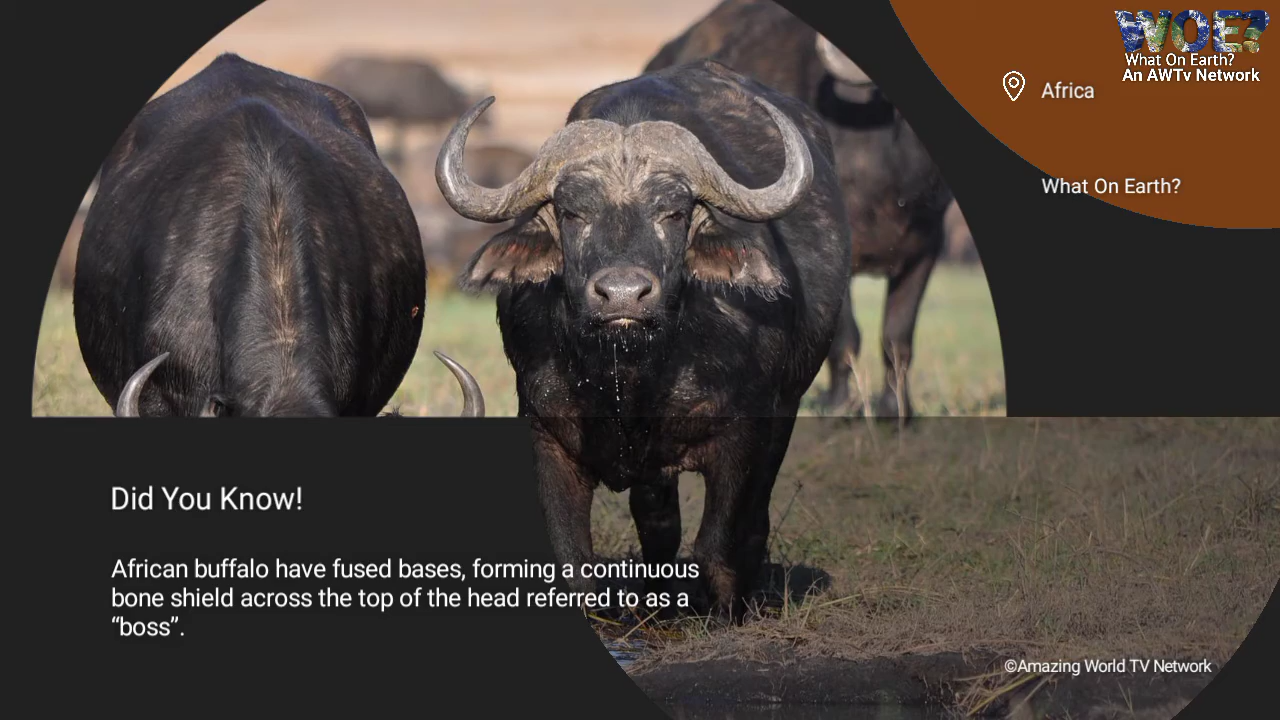 WOE?
What On Earth?
An AWTv Network
Africa
What On Earth?
Did You Know!
African buffalo have fused bases, forming a continuous
bone shield across the top of the head referred to as a
“boss”.
©Amazing World TV Network